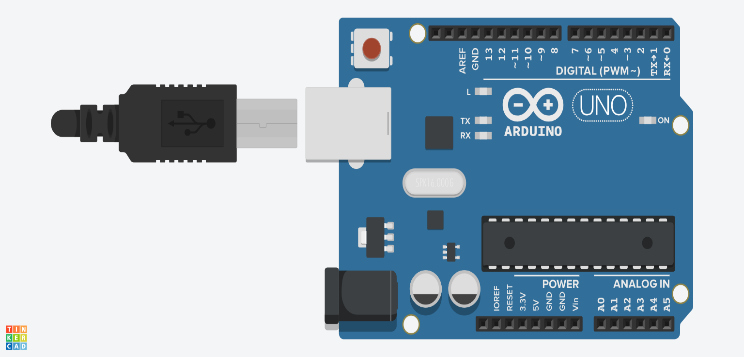 AREF
GND
13
12
~11
~10
~9
8
7
~6
~5
4
~3
2
TX→1
RX←0
DIGITAL (PWM ~)
L
TX
RX
ARDUINO
UNO
ON
POWER
ANALOG IN
IOREF
RESET
3.3V
5V
GND
GND
Vin
A0
A1
A2
A3
A4
A5
TIN
KER
CAD